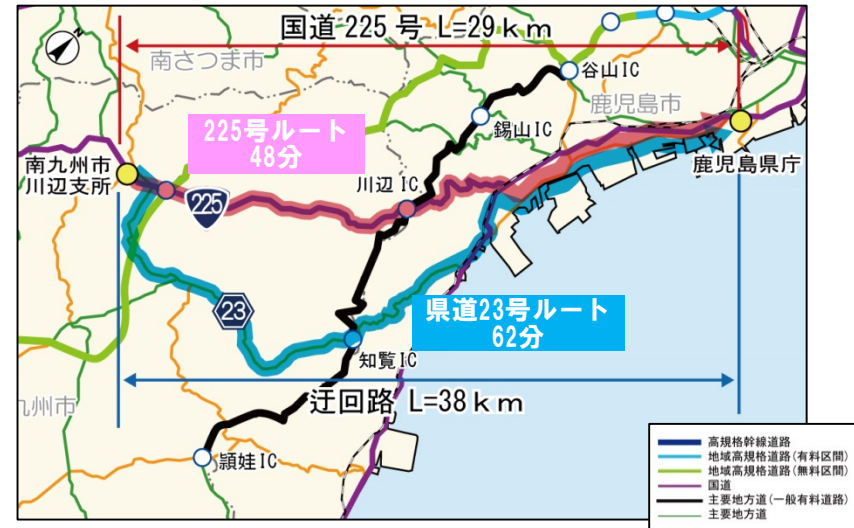 国道225号 L=29km
N
南さつま市
谷山IC
鹿児島市
錫山IC
225号ルート
48分
南九州市
川辺支所
川辺IC
鹿児島県庁
225
23
県道23号ルート
62分
知覧IC
迂回路 L=38km
九州市
頴娃IC
高規格幹線道路
地域高規格道路(有料区間)
地域高規格道路(無料区間)
国道
主要地方道(一般有料道路)
主要地方道